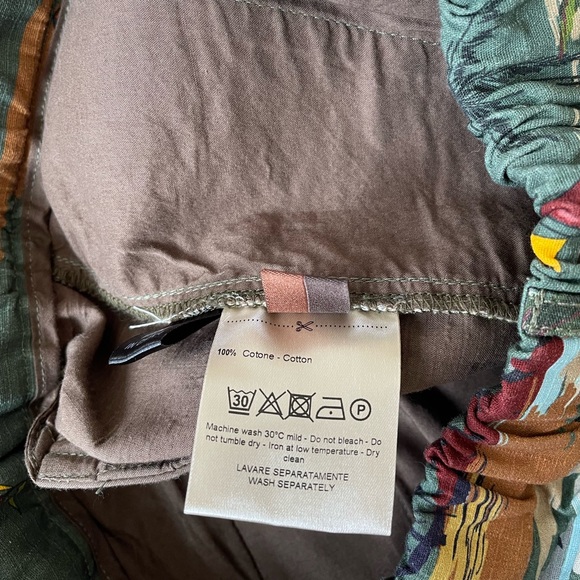 100% Cotone - Cotton
30 P
Machine wash 30°C mild - Do not bleach - Do
not tumble dry - Iron at low temperature - Dry
clean
LAVARE SEPARATAMENTE
WASH SEPARATELY